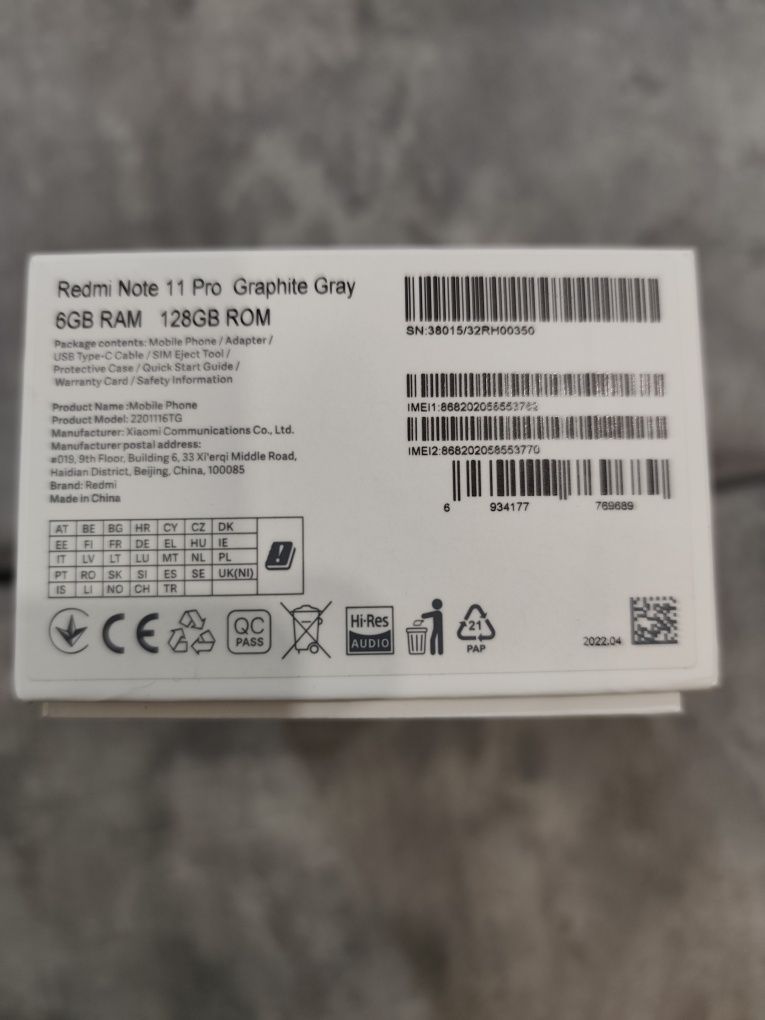 Redmi Note 11 Pro Graphite Gray
6GB RAM 128GB ROM
Package contents: Mobile Phone / Adapter /
USB Type-C Cable / SIM Eject Tool /
Protective Case / Quick Start Guide /
Warranty Card / Safety Information
Product Name :Mobile Phone
Product Model: 2201116TG
Manufacturer: Xiaomi Communications Co., Ltd.
Manufacturer postal address:
#019, 9th Floor, Building 6, 33 Xi'erqi Middle Road,
Haidian District, Beijing, China, 100085
Brand: Redmi
Made in China
SN:38015/32RH00350
IMEI1:
IMEI2:868202058553770
6 934177 769689
AT BE BG HR CY CZ DK
EE FI FR DE EL HU IE
IT LV LT LU MT NL PL
PT RO SK SI ES SE UK(NI)
IS LI NO CH TR
CE
QC
PASS
Hi-Res
AUDIO
21
PAP
2022.04